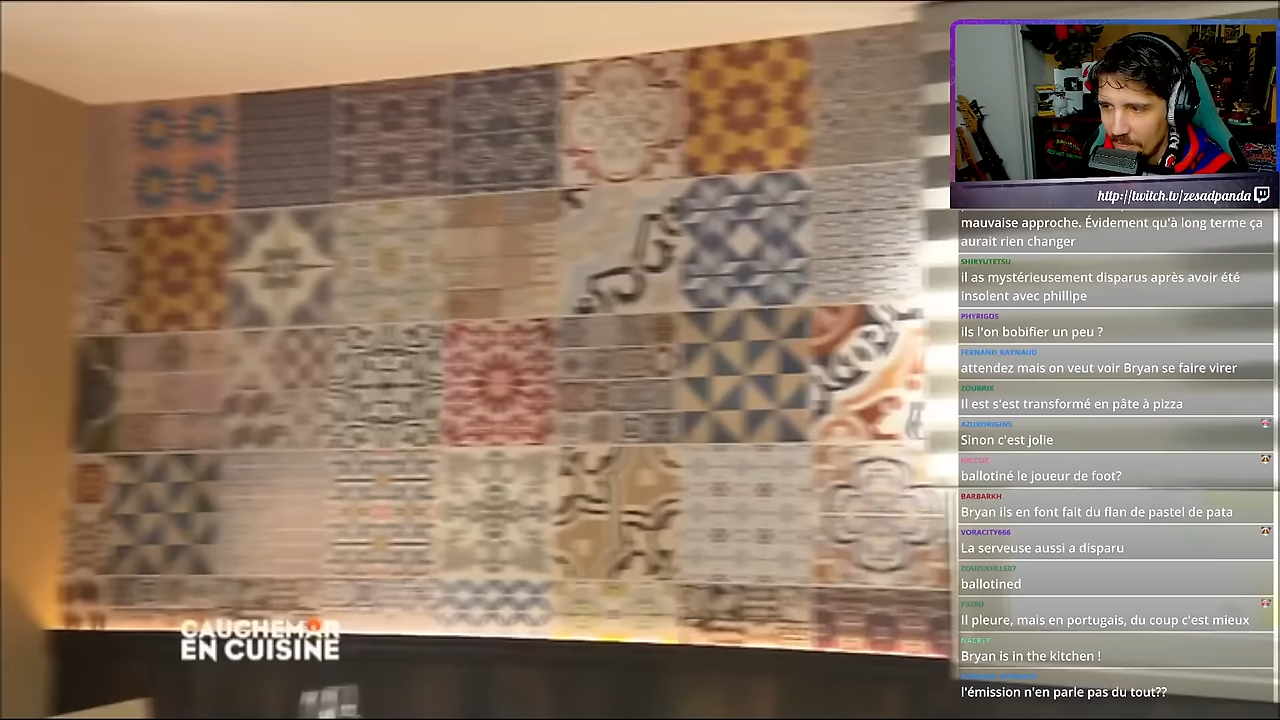 http://twitch.tv/zesadpanda
mauvaise approche. Évidement qu'à long terme ça
aurait rien changer
SHIRYUTETSU
il as mystérieusement disparus après avoir été
insolent avec phillipe
PHYRIGOS
ils l'on bobifier un peu ?
FERNAND_RAYNAUD
attendez mais on veut voir Bryan se faire virer
ZOURRIX
Il est s'est transformé en pâte à pizza
AZURORIGINS
Sinon c'est jolie
ballotiné le joueur de foot?
BARBARKH
Bryan ils en font fait du flan de pastel de pata
VORACITY666
La serveuse aussi a disparu
ZOUZOUILLE07
ballotined
Il pleure, mais en portugais, du coup c'est mieux
NACREY
Bryan is in the kitchen !
l'émission n'en parle pas du tout??
CAUCHEMAR
EN CUISINE